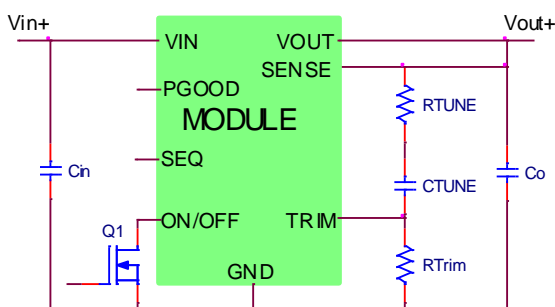 Vin+
Vout+
VIN
VOUT
SENSE
PGOOD
RTUNE
MODULE
SEQ
Cin
CTUNE
Co
Q1
ON/OFF
TRIM
RTrim
GND